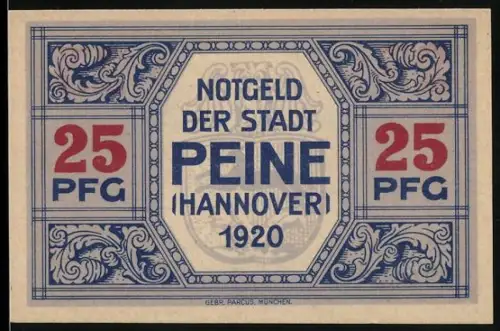 NOTGELD
DER STADT
PEINE
(HANNOVER)
1920
25
PFG
25
PFG
GEBR. PARCUS, MÜNCHEN.